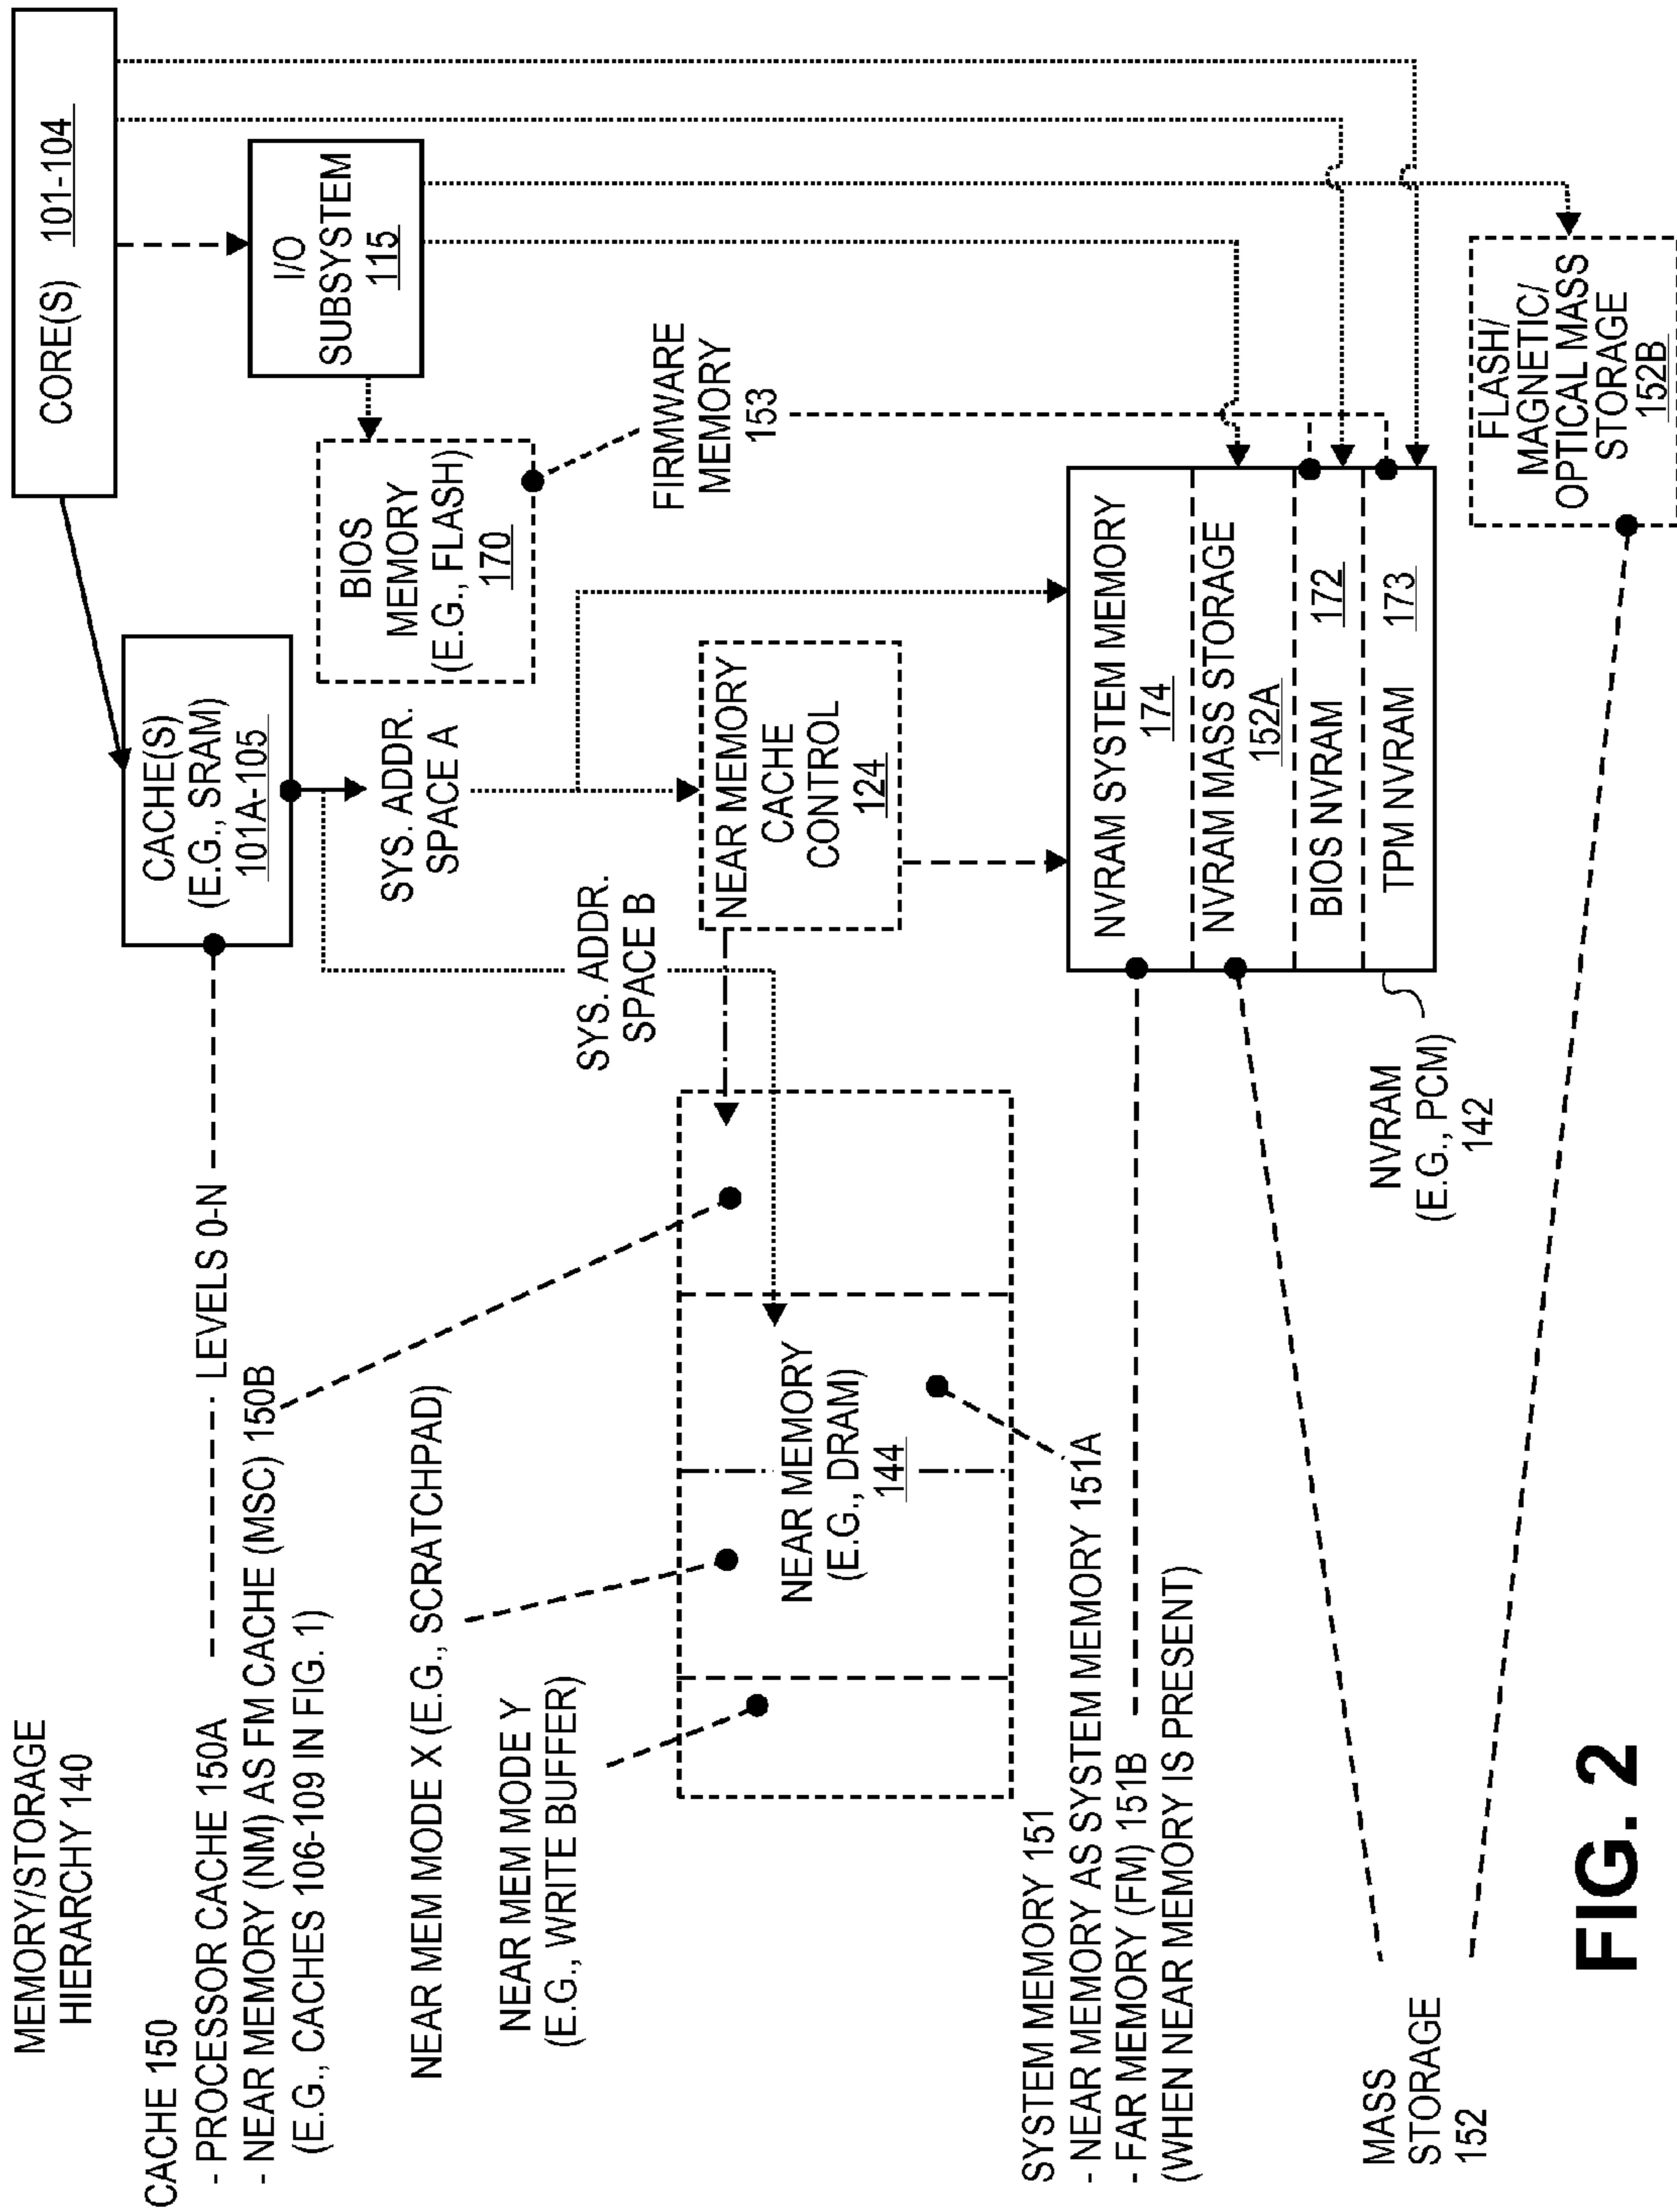 MEMORY/STORAGE
HIERARCHY 140
CORE(S) 101-104
CACHE 150
- PROCESSOR CACHE 150A
LEVELS 0-N
- NEAR MEMORY (NM) AS FM CACHE (MSC) 150B
(E.G., CACHES 106-109 IN FIG. 1)
CACHE(S)
(E.G., SRAM)
101A-105
I/O
SUBSYSTEM
115
BIOS
MEMORY
(E.G., FLASH)
170
SYS. ADDR.
SPACE A
NEAR MEM MODE X (E.G., SCRATCHPAD)
NEAR MEM MODE Y
(E.G., WRITE BUFFER)
SYS. ADDR.
SPACE B
FIRMWARE
MEMORY
153
NEAR MEMORY
CACHE
CONTROL
124
NEAR MEMORY
(E.G., DRAM)
144
SYSTEM MEMORY 151
- NEAR MEMORY AS SYSTEM MEMORY 151A
- FAR MEMORY (FM) 151B
(WHEN NEAR MEMORY IS PRESENT)
NVRAM SYSTEM MEMORY
174
NVRAM MASS STORAGE
152A
BIOS NVRAM 172
TPM NVRAM 173
NVRAM
(E.G., PCM)
142
MASS
STORAGE
152
FLASH/
MAGNETIC/
OPTICAL MASS
STORAGE
152B
FIG. 2